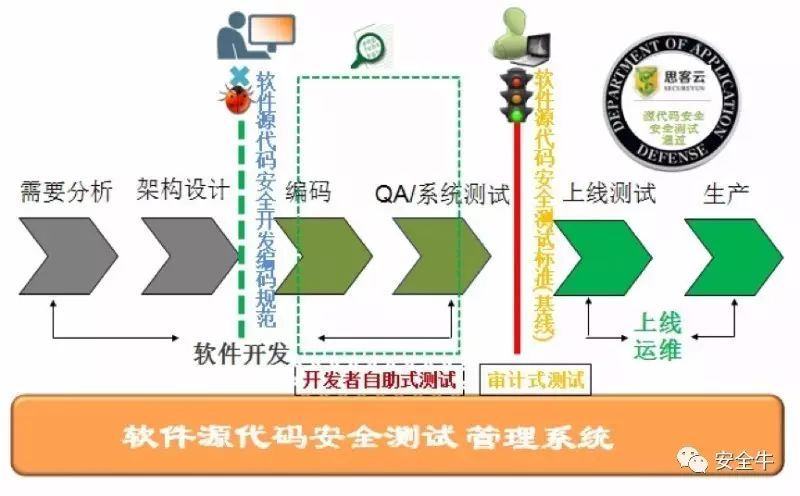 软件源代码安全开发编码规范
软件源代码安全测试标准(基线)
DEPARTMENT OF APPLICATION
DEFENSE
思客云
SECUREYUN
源代码安全
安全测试
通过
需要分析
架构设计
编码
QA/系统测试
上线测试
生产
软件开发
上线
运维
开发者自助式测试
审计式测试
软件源代码安全测试管理系统
安全牛